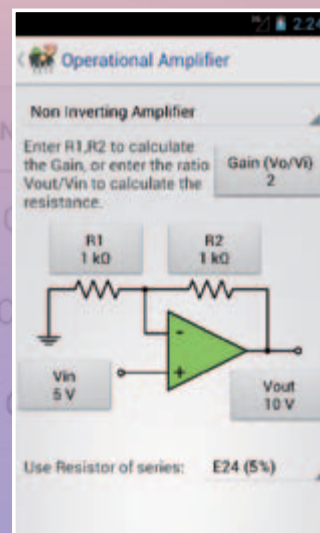 2.24
Operational Amplifier
Non Inverting Amplifier
Enter R1,R2 to calculate
the Gain, or enter the ratio
Vout/Vin to calculate the
resistance.
Gain (Vo/Vi)
2
R1
1 kΩ
R2
1 kΩ
-
+
Vin
5 V
Vout
10 V
Use Resistor of series:
E24 (5%)